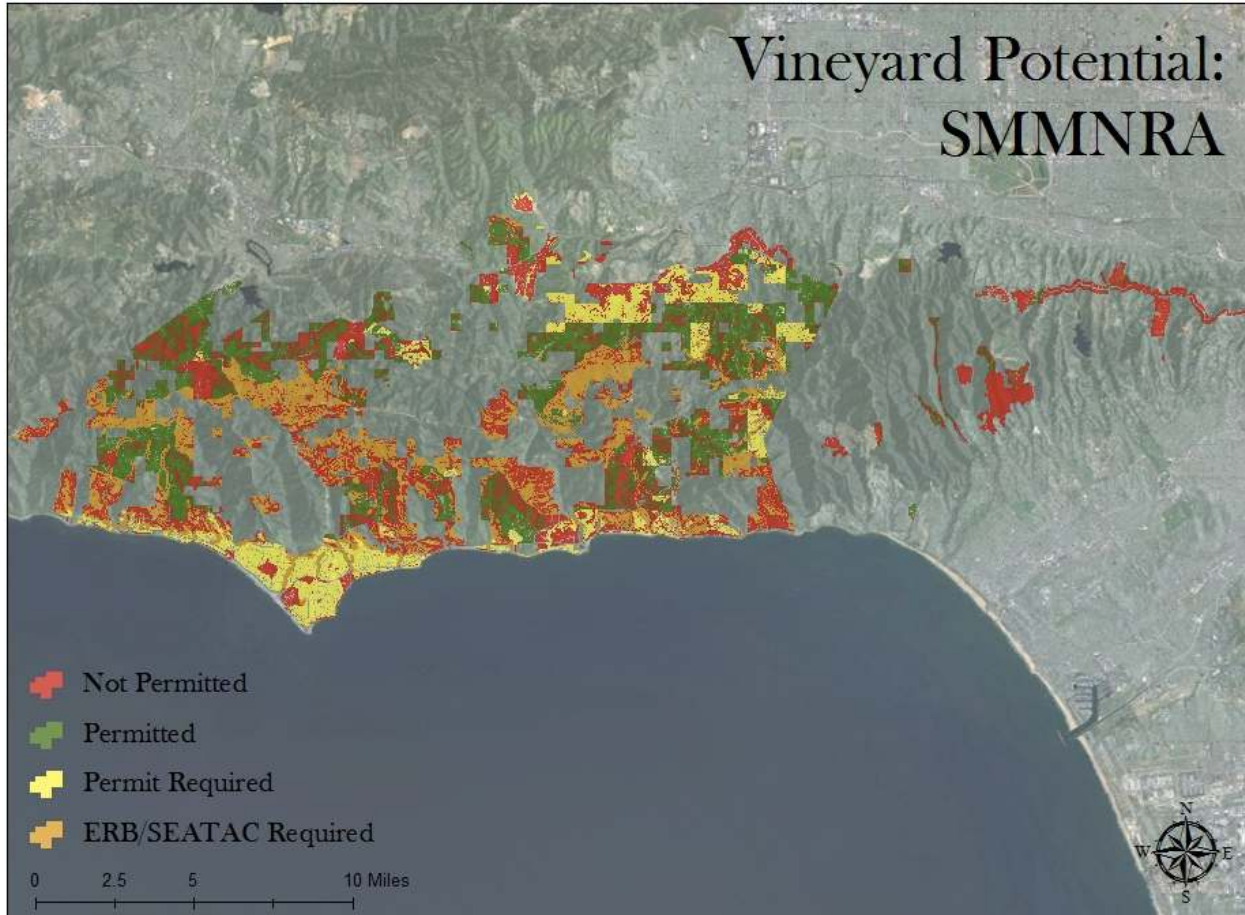 Vineyard Potential:
SMMNRA
Not Permitted
Permitted
Permit Required
ERB/SEATAC Required
0 2.5 5 10 Miles
N
W E
S